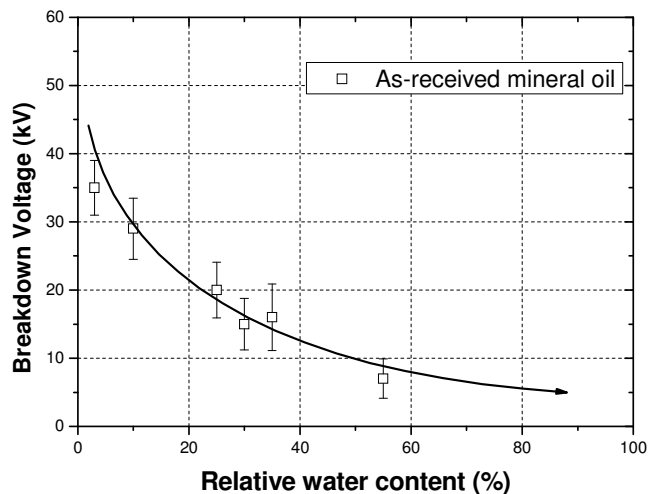 60
50
40
30
20
10
0
Breakdown Voltage (kV)
As-received mineral oil
0 20 40 60 80 100
Relative water content (%)